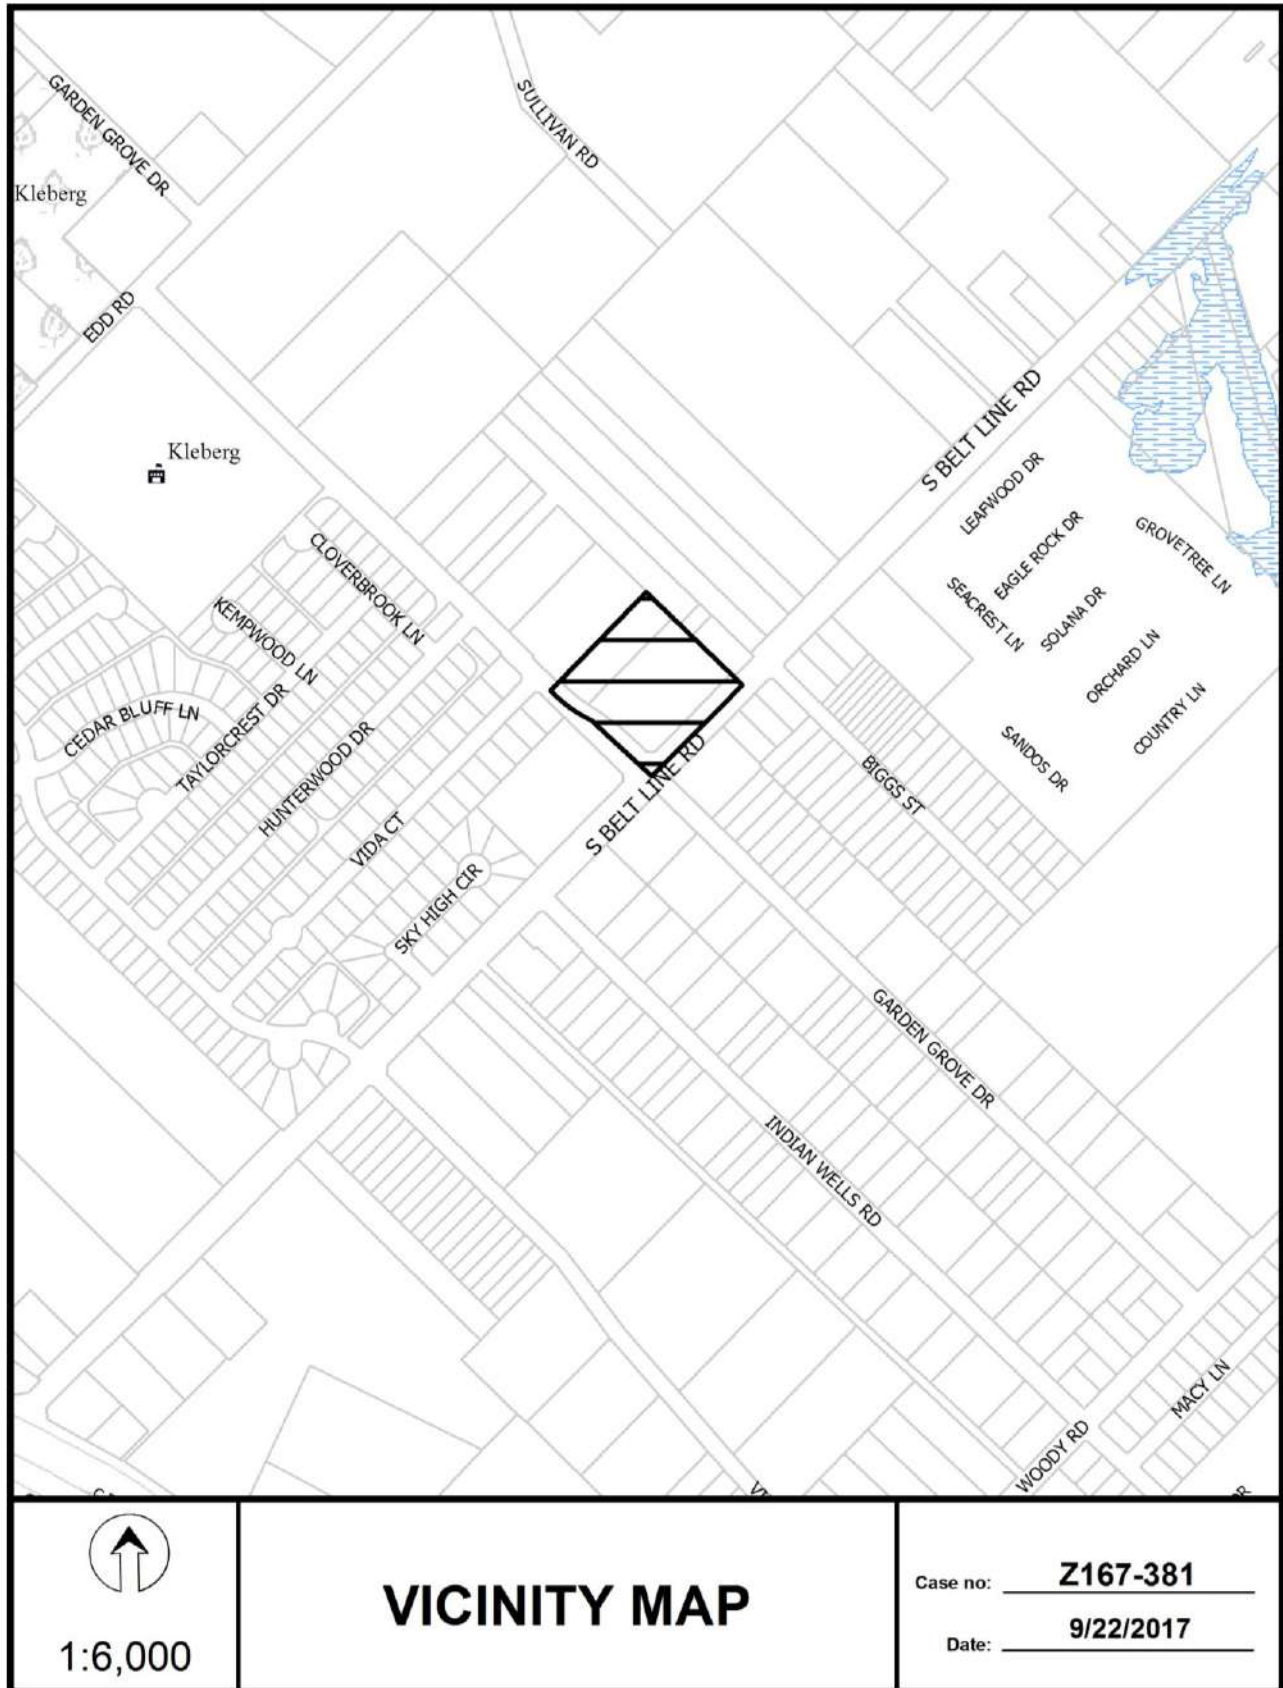 GARDEN GROVE DR
SULLIVAN RD
Kleberg
EDD RD
S BELT LINE RD
Kleberg
LEAFWOOD DR
EAGLE ROCK DR
GROVETREE LN
CLOVERBROOK LN
SEACREST LN
SOLANA DR
KEMPWOOD LN
ORCHARD LN
CEDAR BLUFF LN
TAYLORCREST DR
COUNTRY LN
HUNTERWOOD DR
SANDOS DR
S BELT LINE RD
BIGGS ST
VIDA CT
SKY HIGH CIR
GARDEN GROVE DR
INDIAN WELLS RD
MACY LN
WOODY RD
DR
1:6,000
VICINITY MAP
Case no: Z167-381
Date: 9/22/2017